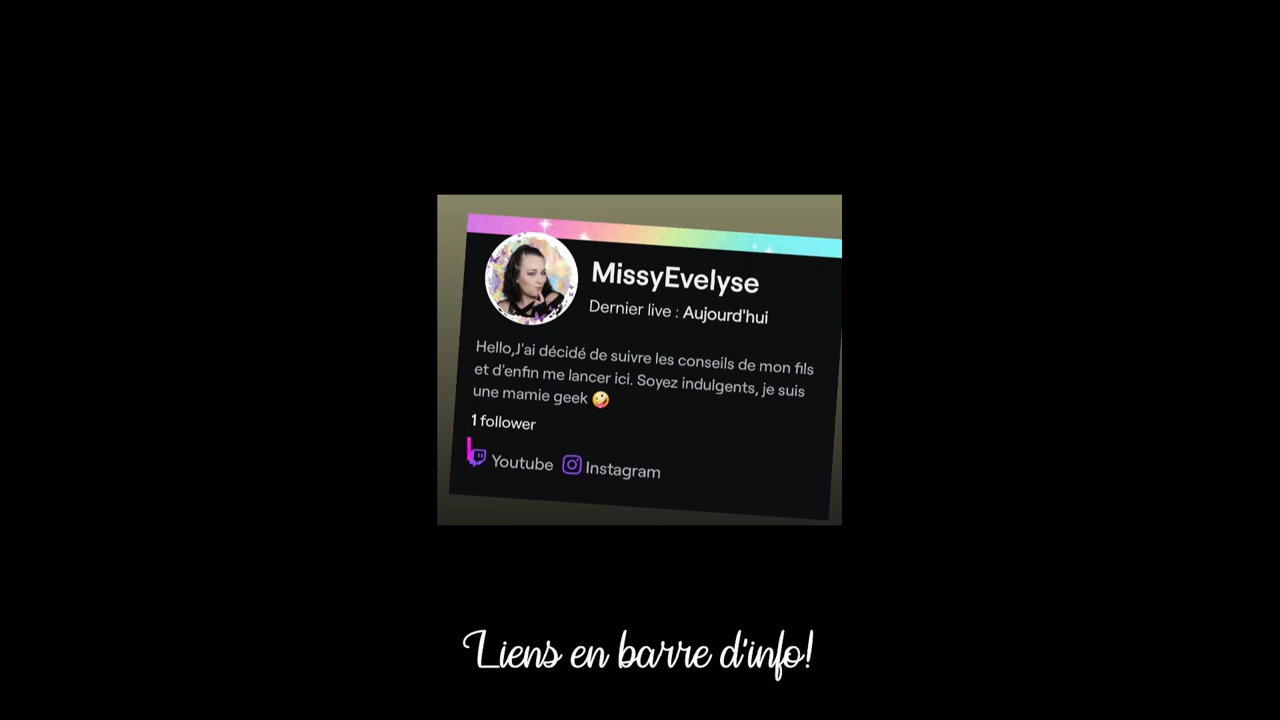 MissyEvelyse
Dernier live : Aujourd'hui
Hello,J'ai décidé de suivre les conseils de mon fils
et d'enfin me lancer ici. Soyez indulgents, je suis
une mamie geek 🤪
1 follower
Youtube Instagram
Liens en barre d'info!